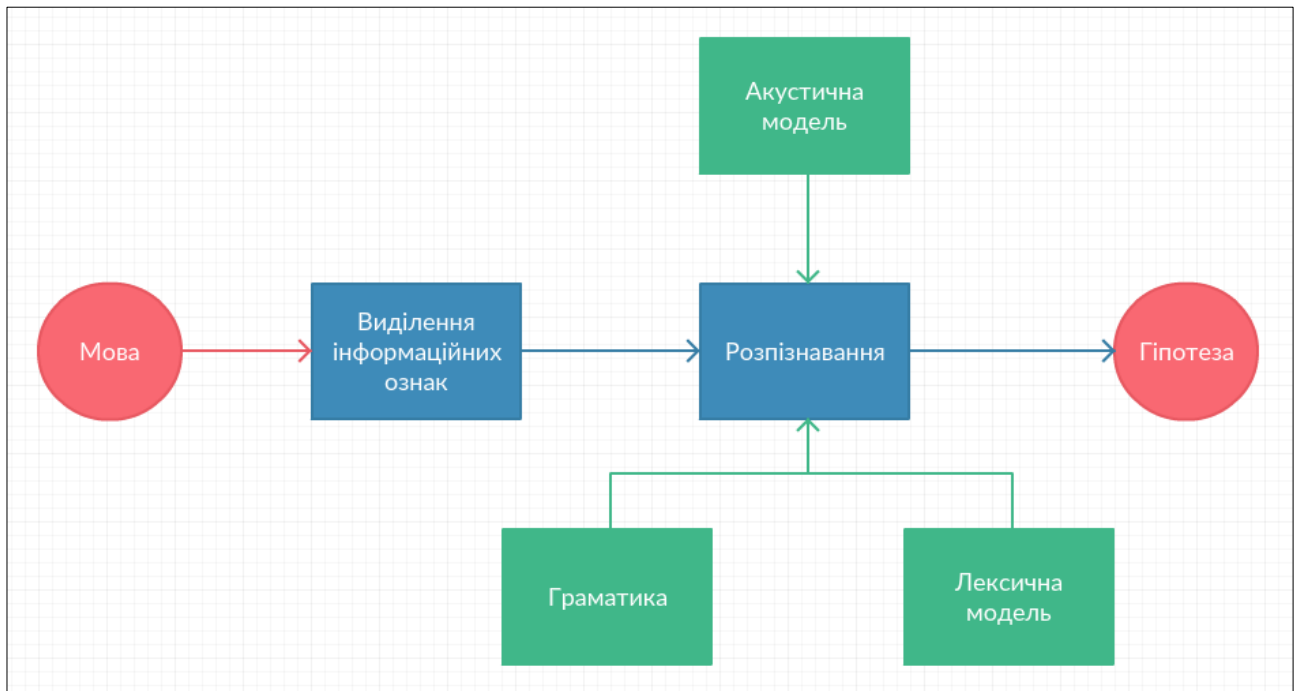 Акустична
модель
Мова
Виділення
інформаційних
ознак
Розпізнавання
Гіпотеза
Граматика
Лексична
модель